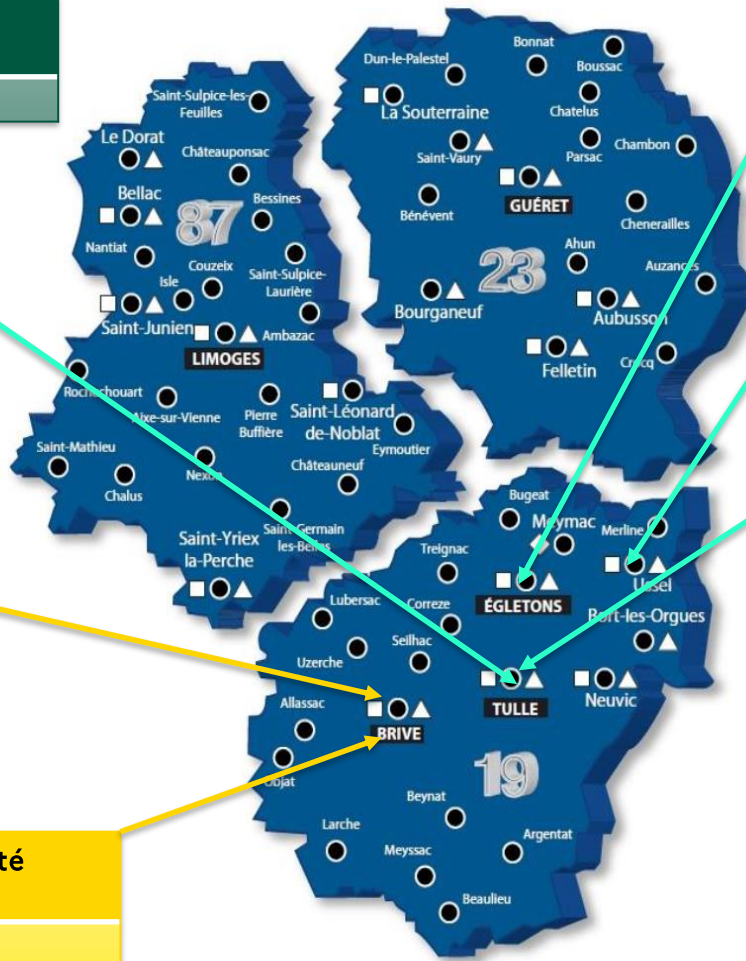 Saint-Sulpice-les-
Feuilles
Le Dorat
Châteauponsac
Bellac
87
Bessines
Nantiat
Couzeix
Isle
Saint-Sulpice-
Laurière
Saint-Junien
Ambazac
LIMOGES
Rochechouart
Aixe-sur-Vienne
Pierre
Buffière
Saint-Léonard
de-Noblat
Eymoutier
Saint-Mathieu
Chalus
Nexon
Châteauneuf
Saint-Germain
les-Belles
Saint-Yriex
la-Perche
Dun-le-Palestel
Bonnat
Boussac
La Souterraine
Chatelus
Saint-Vaury
Parsac
Chambon
GUÉRET
Bénévent
Chenerailles
23
Ahun
Auzances
Bourganeuf
Aubusson
Felletin
Crocq
Bugeat
Meymac
Merline
Treignac
Ussel
ÉGLETONS
Bort-les-Orgues
Lubersac
Correze
Uzerche
Seilhac
Neuvic
TULLE
Allassac
BRIVE
Objat
19
Beynat
Larche
Argentat
Meyssac
Beaulieu
té